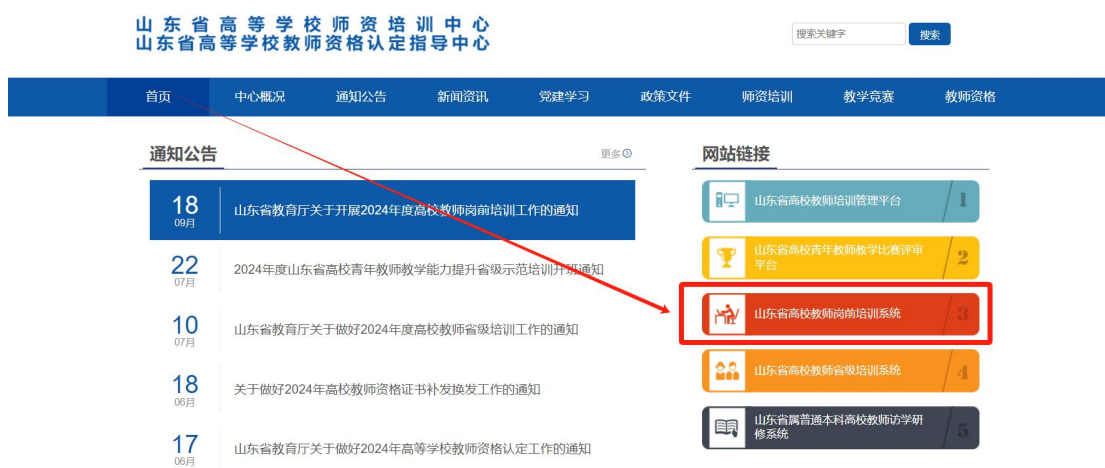 山东省高等学校师资培训中心
山东省高等学校教师资格认定指导中心
搜索关键字
搜索
首页 中心概况 通知公告 新闻资讯 党建学习 政策文件 师资培训 教学竞赛 教师资格
通知公告
更多
18
09月
山东省教育厅关于开展2024年度高校教师岗前培训工作的通知
22
07月
2024年度山东省高校青年教师教学能力提升省级示范培训开班通知
10
07月
山东省教育厅关于做好2024年度高校教师省级培训工作的通知
18
06月
关于做好2024年高校教师资格证书补发换发工作的通知
17
06月
山东省教育厅关于做好2024年高等学校教师资格认定工作的通知
网站链接
山东省高校教师培训管理平台
1
山东省高校青年教师教学比赛评审
平台
2
山东省高校教师岗前培训系统
3
山东省高校教师省级培训系统
4
山东省属普通本科高校教师访学研
修系统
5